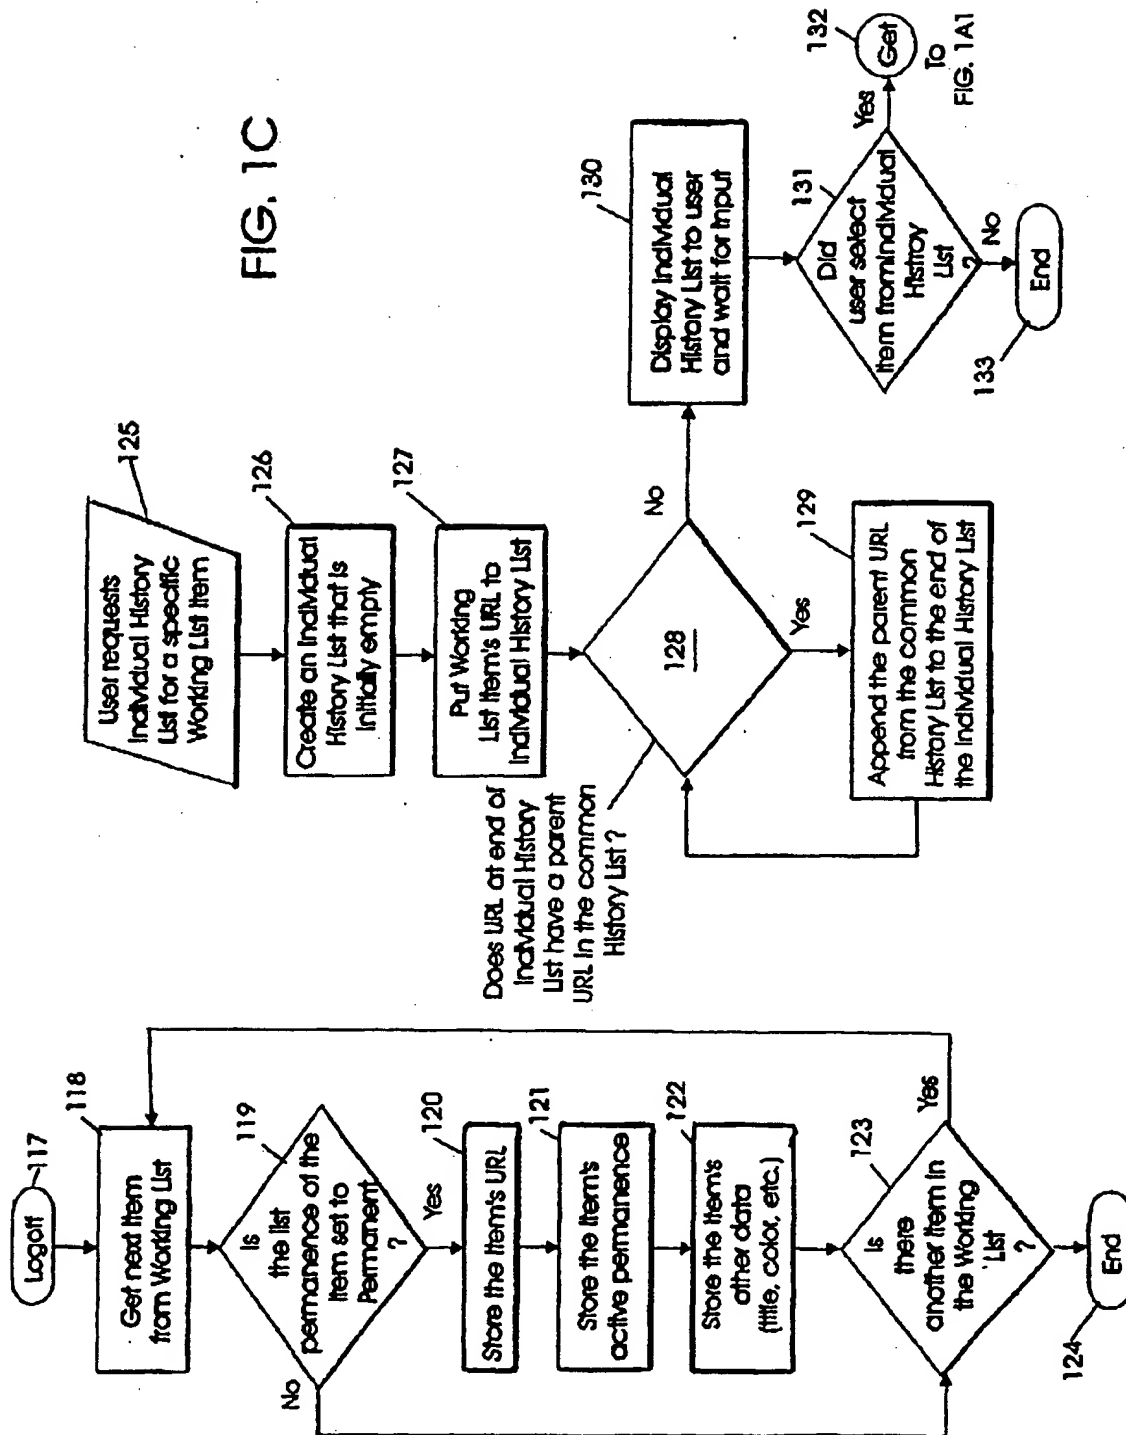 FIG. 1C
Logoff
117
118
Get next item
from Working List
119
Is
the list
permanence of the
item set to
Permanent
?
No
Yes
120
Store the item's URL
121
Store the item's
active permanence
122
Store the item's
other data
(title, color, etc.)
123
Is
there
another item in
the Working
List
?
Yes
End
124
125
User requests
Individual History
List for a specific
Working List item
126
Create an Individual
History List that is
initially empty
127
Put Working
List item's URL to
Individual History List
Does URL at end of
Individual History
List have a parent
URL in the common
History List ?
128
No
Yes
129
Append the parent URL
from the common
History List to the end of
the Individual History List
130
Display Individual
History List to user
and wait for input
131
Did
user select
item fromIndividual
Histroy
List
?
Yes
132
Get
To
FIG. 1A1
No
End
133